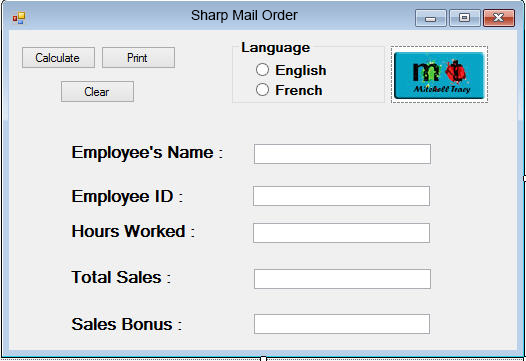 Sharp Mail Order
Calculate
Print
Clear
Language
English
French
mt
Mitchell Tracy
Employee's Name :
Employee ID :
Hours Worked :
Total Sales :
Sales Bonus :